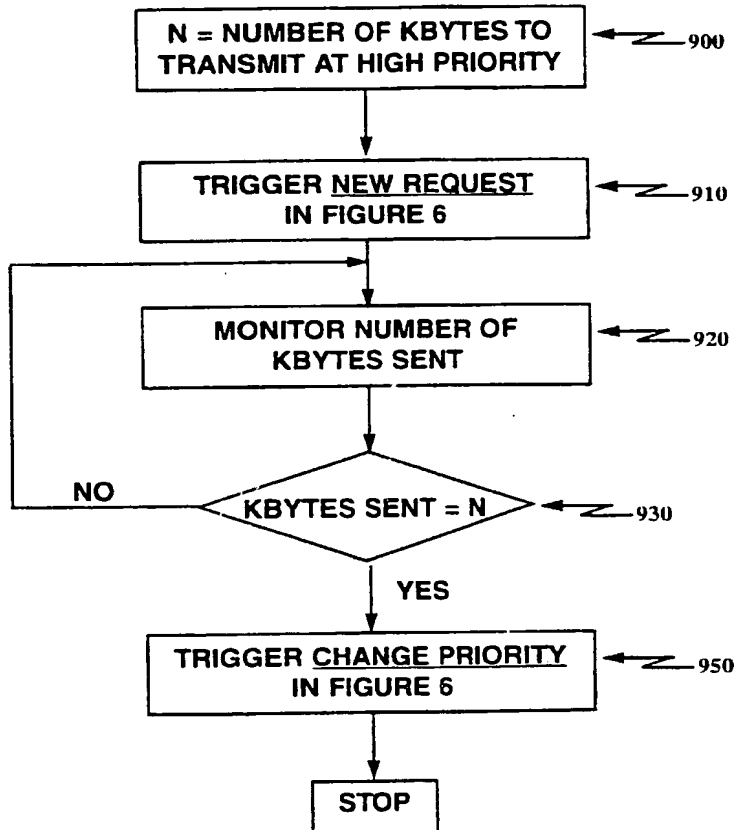 N = NUMBER OF KBYTES TO
TRANSMIT AT HIGH PRIORITY
900
TRIGGER NEW REQUEST
IN FIGURE 6
910
MONITOR NUMBER OF
KBYTES SENT
920
NO
KBYTES SENT = N
930
YES
TRIGGER CHANGE PRIORITY
IN FIGURE 6
950
STOP